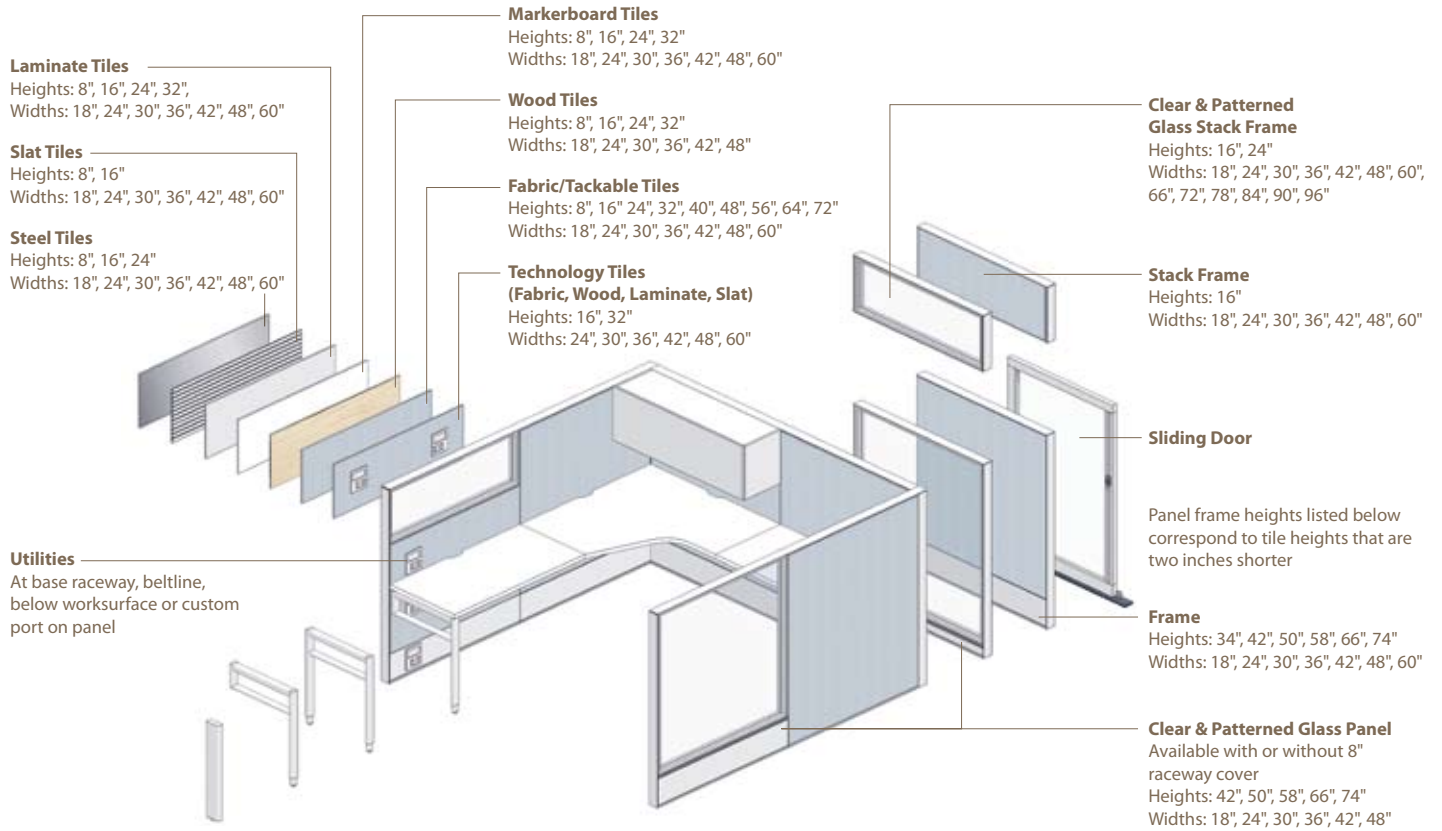 Laminate Tiles
Heights: 8", 16", 24", 32",
Widths: 18", 24", 30", 36", 42", 48", 60"
Slat Tiles
Heights: 8", 16"
Widths: 18", 24", 30", 36", 42", 48", 60"
Steel Tiles
Heights: 8", 16", 24"
Widths: 18", 24", 30", 36", 42", 48", 60"
Utilities
At base raceway, beltline,
below worksurface or custom
port on panel
Markerboard Tiles
Heights: 8", 16", 24", 32"
Widths: 18", 24", 30", 36", 42", 48", 60"
Wood Tiles
Heights: 8", 16", 24", 32"
Widths: 18", 24", 30", 36", 42", 48"
Fabric/Tackable Tiles
Heights: 8", 16" 24", 32", 40", 48", 56", 64", 72"
Widths: 18", 24", 30", 36", 42", 48", 60"
Technology Tiles
(Fabric, Wood, Laminate, Slat)
Heights: 16", 32"
Widths: 24", 30", 36", 42", 48", 60"
Clear & Patterned
Glass Stack Frame
Heights: 16", 24"
Widths: 18", 24", 30", 36", 42", 48", 60",
66", 72", 78", 84", 90", 96"
Stack Frame
Heights: 16"
Widths: 18", 24", 30", 36", 42", 48", 60"
Sliding Door
Panel frame heights listed below
correspond to tile heights that are
two inches shorter
Frame
Heights: 34", 42", 50", 58", 66", 74"
Widths: 18", 24", 30", 36", 42", 48", 60"
Clear & Patterned Glass Panel
Available with or without 8"
raceway cover
Heights: 42", 50", 58", 66", 74"
Widths: 18", 24", 30", 36", 42", 48"